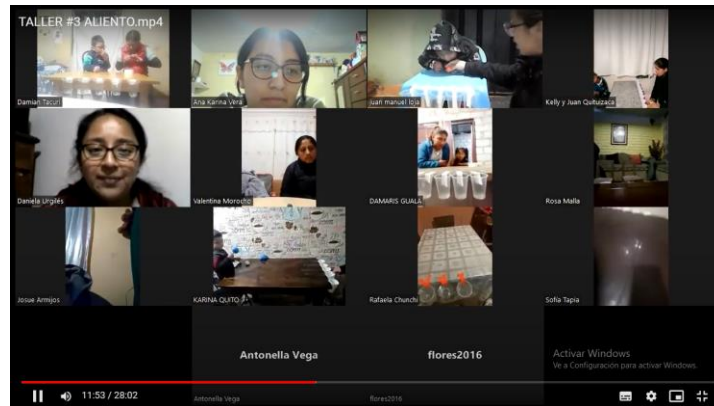 TALLER #3 ALIENTO.mp4
Damian Tacuri
Ana Karina Vera
Juan manuel loja
Kelly y Juan Quituizaca
Daniela Urgilés
Valentina Morocho
DAMARIS GUALA
Rosa Malla
Josue Armijos
KARINA QUITO
Rafaela Chunchi
Sofía Tapia
Antonella Vega
flores2016
Activar Windows
Ve a Configuración para activar Windows.
11:53 / 28:02
Antonella Vega
flores2016